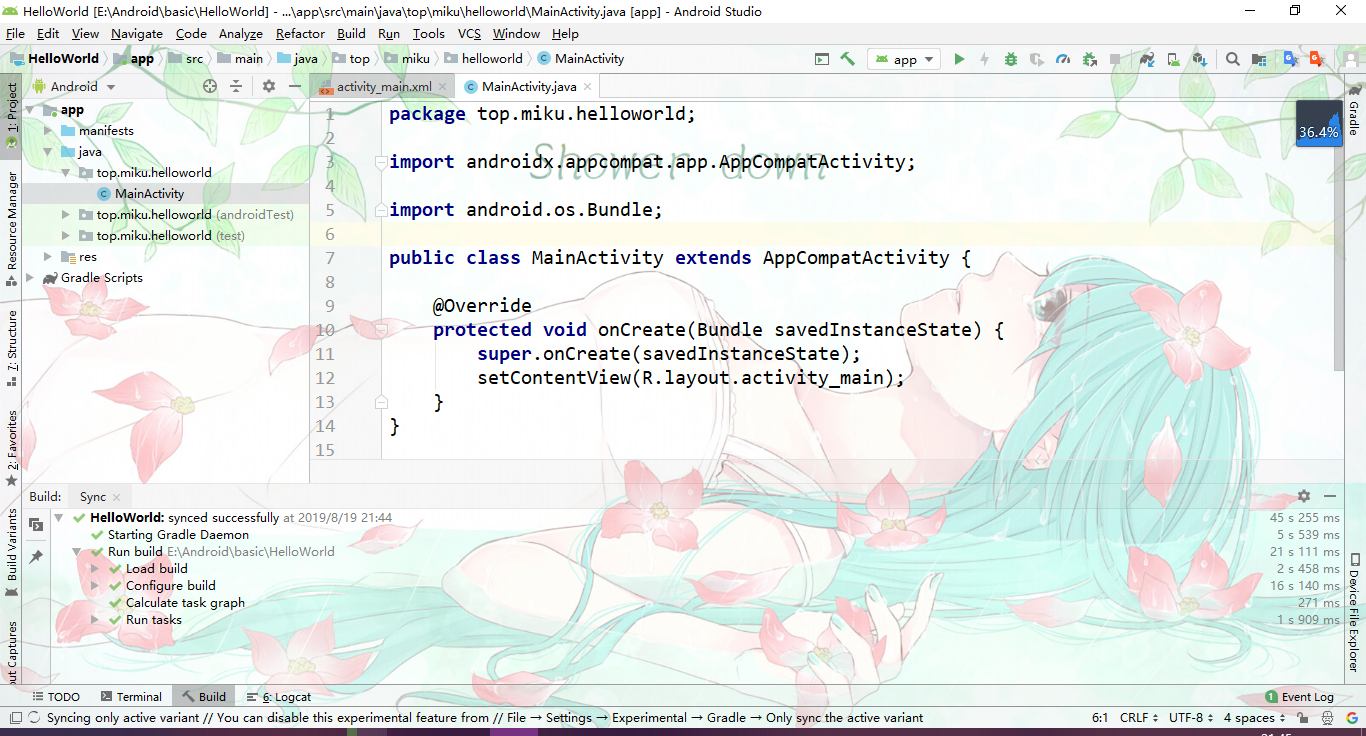 HelloWorld [E:\Android\basic\HelloWorld] - ...\app\src\main\java\top\miku\helloworld\MainActivity.java [app] - Android Studio
File Edit View Navigate Code Analyze Refactor Build Run Tools VCS Window Help
HelloWorld app src main java top miku helloworld MainActivity app
Android activity_main.xml MainActivity.java
1: Project
Resource Manager
7: Structure
2: Favorites
Build Variants
out Captures
app
manifests
java
top.miku.helloworld
MainActivity
top.miku.helloworld (androidTest)
top.miku.helloworld (test)
res
Gradle Scripts
1 package top.miku.helloworld;
2
3 import androidx.appcompat.app.AppCompatActivity;
4
5 import android.os.Bundle;
6
7 public class MainActivity extends AppCompatActivity {
8
9 @Override
10 protected void onCreate(Bundle savedInstanceState) {
11 super.onCreate(savedInstanceState);
12 setContentView(R.layout.activity_main);
13 }
14 }
15
Shower down
36.4%
Gradle
Device File Explorer
Build: Sync
HelloWorld: synced successfully at 2019/8/19 21:44 45 s 255 ms
Starting Gradle Daemon 5 s 539 ms
Run build E:\Android\basic\HelloWorld 21 s 111 ms
Load build 2 s 458 ms
Configure build 16 s 140 ms
Calculate task graph 271 ms
Run tasks 1 s 909 ms
TODO Terminal Build 6: Logcat 1 Event Log
Syncing only active variant // You can disable this experimental feature from // File → Settings → Experimental → Gradle → Only sync the active variant 6:1 CRLF UTF-8 4 spaces